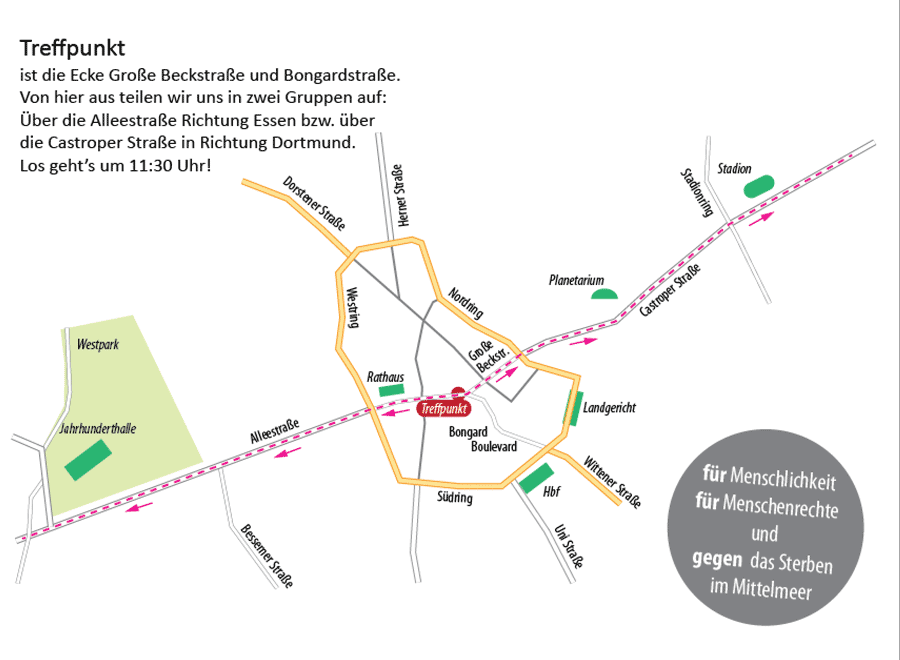 Treffpunkt
ist die Ecke Große Beckstraße und Bongardstraße.
Von hier aus teilen wir uns in zwei Gruppen auf:
Über die Alleestraße Richtung Essen bzw. über
die Castroper Straße in Richtung Dortmund.
Los geht's um 11:30 Uhr!
Dorstener Straße
Herner Straße
Stadionring
Stadion
Westring
Nordring
Planetarium
Castroper Straße
Große
Beckstr.
Westpark
Rathaus
Treffpunkt
Landgericht
Jahrhunderthalle
Alleestraße
Bongard
Boulevard
Wittener Straße
Südring
Hbf
Uni Straße
Bessemer Straße
für Menschlichkeit
für Menschenrechte
und
gegen das Sterben
im Mittelmeer